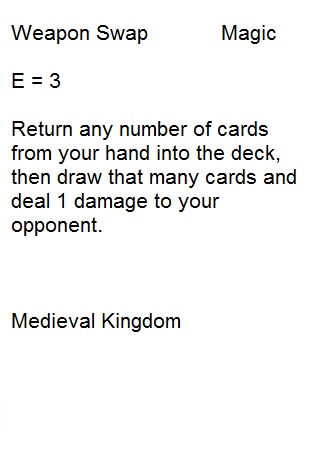 Weapon Swap Magic
E = 3
Return any number of cards
from your hand into the deck,
then draw that many cards and
deal 1 damage to your
opponent.
Medieval Kingdom